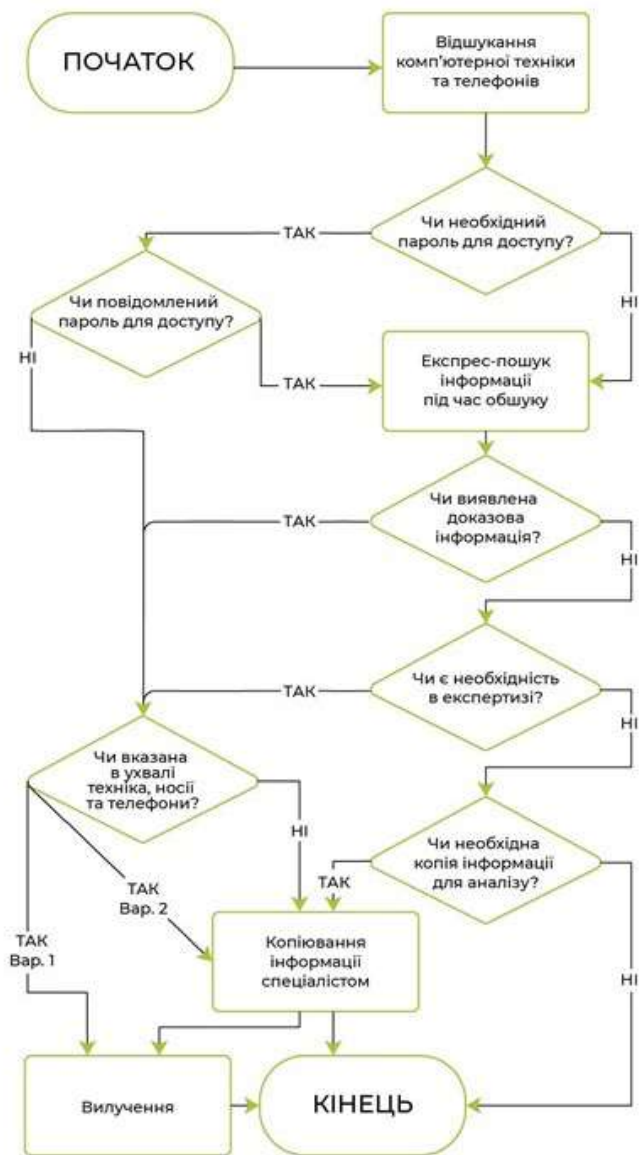 ПОЧАТОК
Відшукання
комп'ютерної техніки
та телефонів
Чи необхідний
пароль для доступу?
ТАК
НІ
Чи повідомлений
пароль для доступу?
НІ
ТАК
Експрес-пошук
інформації
під час обшуку
Чи виявлена
доказова
інформація?
ТАК
НІ
Чи є необхідність
в експертизі?
ТАК
НІ
Чи вказана
в ухвалі
техніка, носії
та телефони?
НІ
Чи необхідна
копія інформації
для аналізу?
ТАК
НІ
ТАК
Вар. 2
ТАК
Вар. 1
Копіювання
інформації
спеціалістом
Вилучення
КІНЕЦЬ